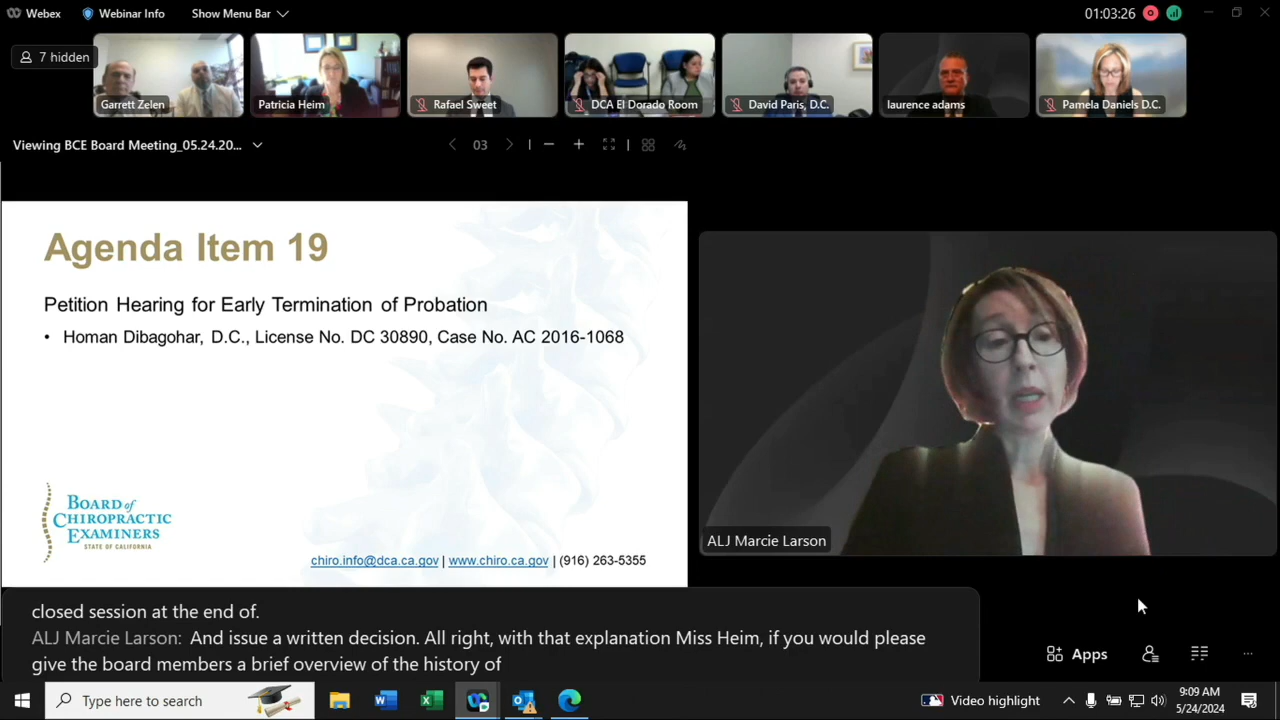 Webex
Webinar Info
Show Menu Bar
01:03:26
7 hidden
Garrett Zelen
Patricia Heim
Rafael Sweet
DCA El Dorado Room
David Paris, D.C.
laurence adams
Pamela Daniels D.C.
Viewing BCE Board Meeting_05.24.20...
03
Agenda Item 19
Petition Hearing for Early Termination of Probation
• Homan Dibagohar, D.C., License No. DC 30890, Case No. AC 2016-1068
BOARD of
CHIROPRACTIC
EXAMINERS
STATE OF CALIFORNIA
chiro.info@dca.ca.gov | www.chiro.ca.gov | (916) 263-5355
ALJ Marcie Larson
closed session at the end of.
ALJ Marcie Larson: And issue a written decision. All right, with that explanation Miss Heim, if you would please
give the board members a brief overview of the history of
Apps
Type here to search
Video highlight
9:09 AM
5/24/2024